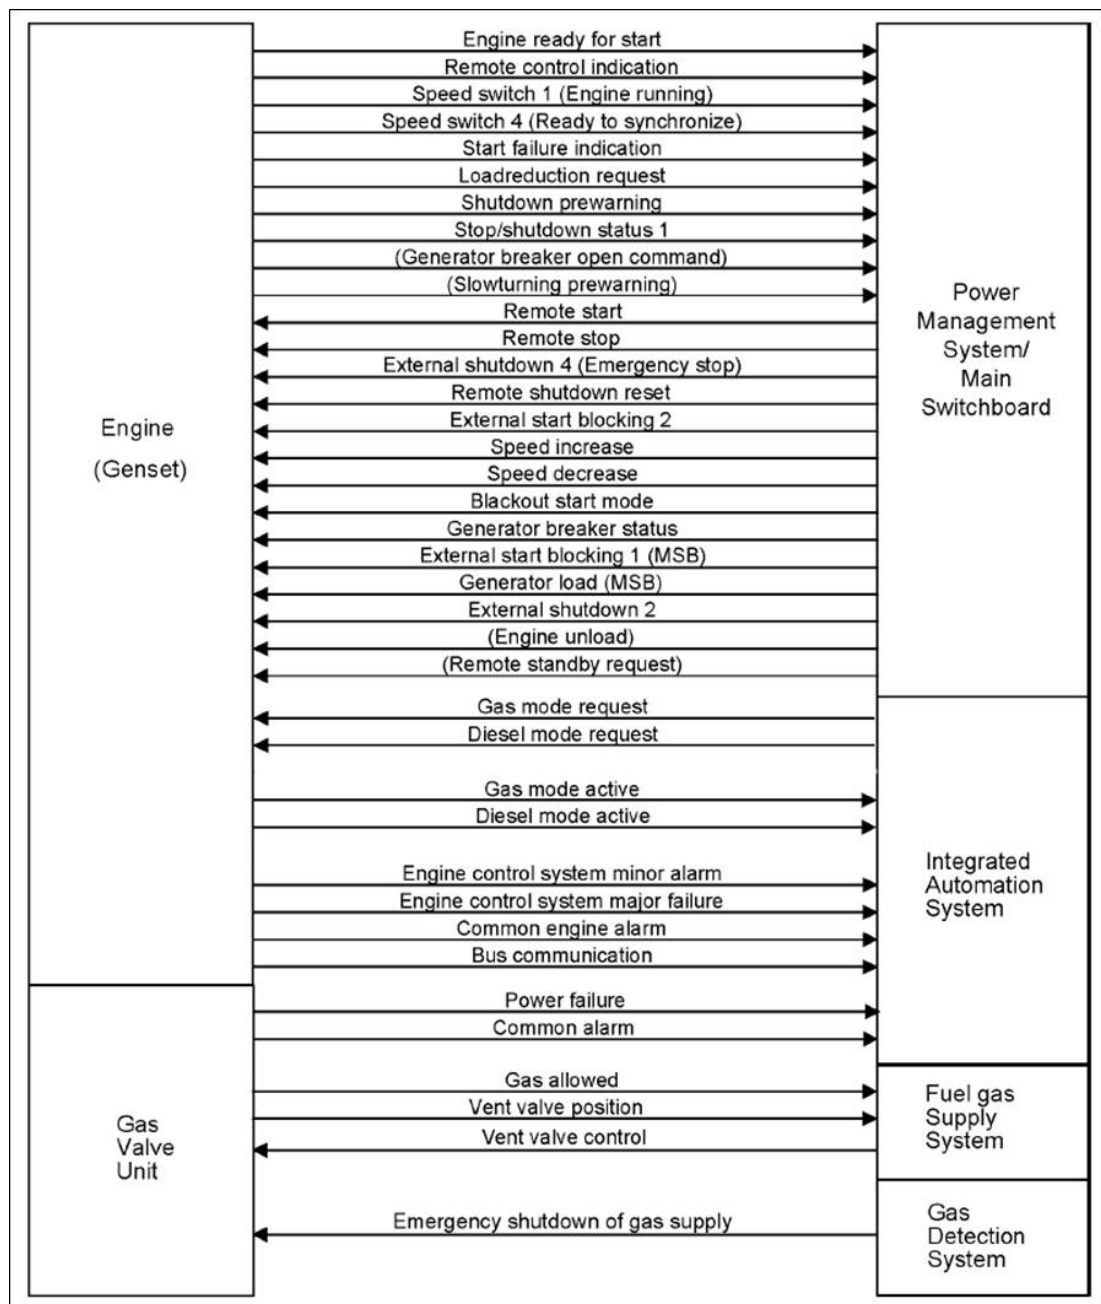 Engine ready for start
Remote control indication
Speed switch 1 (Engine running)
Speed switch 4 (Ready to synchronize)
Start failure indication
Loadreduction request
Shutdown prewarning
Stop/shutdown status 1
(Generator breaker open command)
(Slowturning prewarning)
Remote start
Remote stop
External shutdown 4 (Emergency stop)
Remote shutdown reset
External start blocking 2
Speed increase
Speed decrease
Blackout start mode
Generator breaker status
External start blocking 1 (MSB)
Generator load (MSB)
External shutdown 2
(Engine unload)
(Remote standby request)
Engine
(Genset)
Power
Management
System/
Main
Switchboard
Gas mode request
Diesel mode request
Gas mode active
Diesel mode active
Engine control system minor alarm
Engine control system major failure
Common engine alarm
Bus communication
Power failure
Common alarm
Integrated
Automation
System
Gas allowed
Vent valve position
Vent valve control
Gas
Valve
Unit
Fuel gas
Supply
System
Emergency shutdown of gas supply
Gas
Detection
System